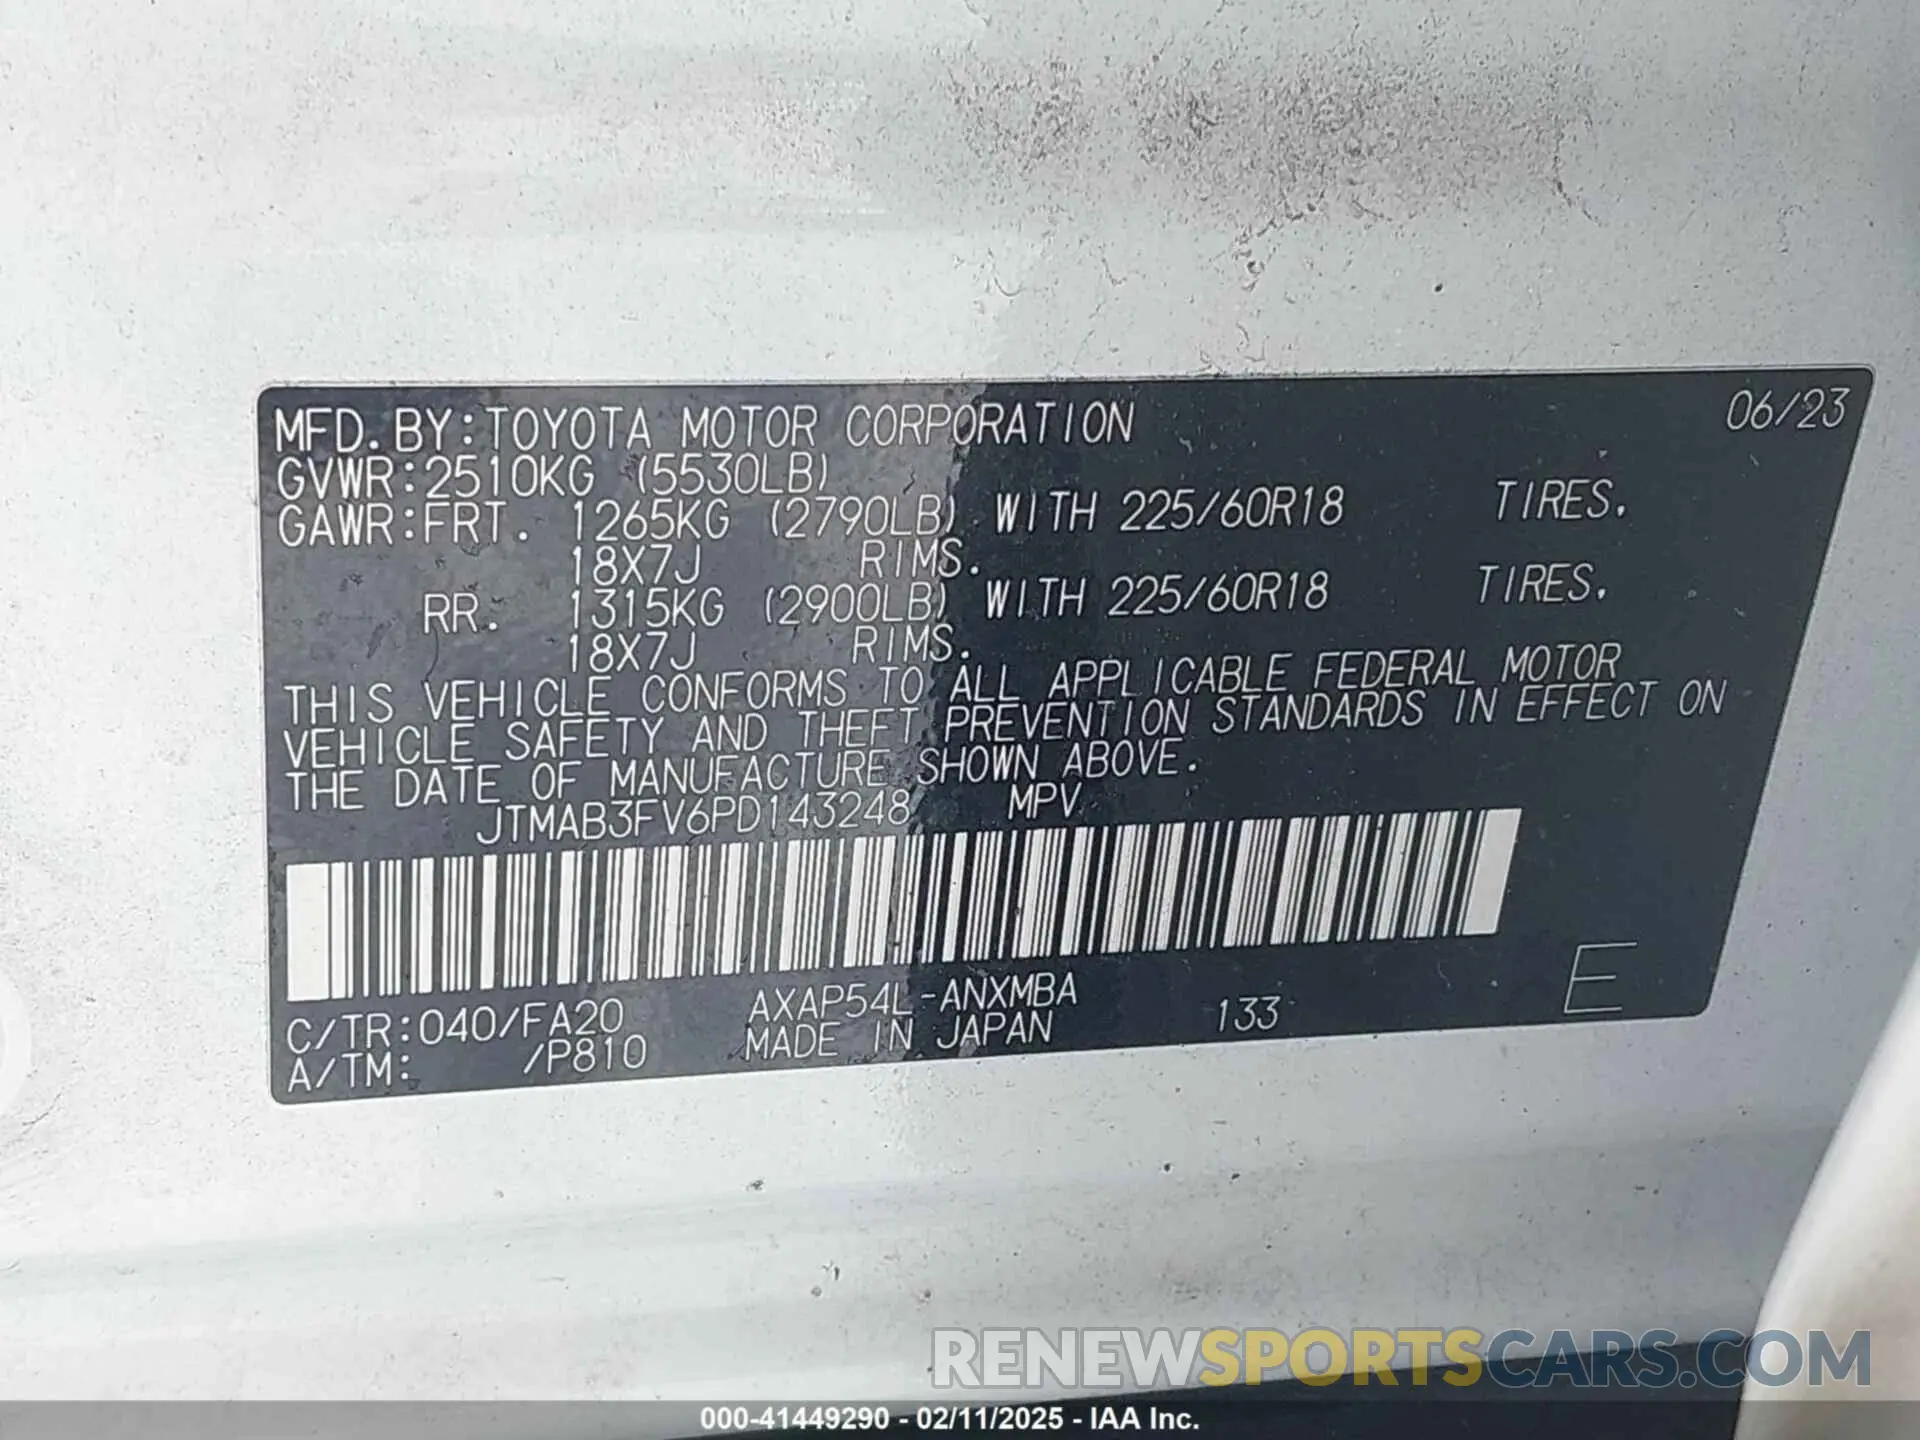 MFD. BY:TOYOTA MOTOR CORPORATION 06/23
GVWR:2510KG (5530LB)
GAWR:FRT. 1265KG (2790LB) WITH 225/60R18 TIRES.
18X7J RIMS.
RR. 1315KG (2900LB) WITH 225/60R18 TIRES.
18X7J RIMS.
THIS VEHICLE CONFORMS TO ALL APPLICABLE FEDERAL MOTOR
VEHICLE SAFETY AND THEFT PREVENTION STANDARDS IN EFFECT ON
THE DATE OF MANUFACTURE SHOWN ABOVE.
JTMAB3FV6PD143248 MPV
C/TR:040/FA20 AXAP54L-ANXMBA
A/TM: /P810 MADE IN JAPAN 133 E
RENEWSPORTSCARS.COM
000-41449290 - 02/11/2025 - IAA Inc.